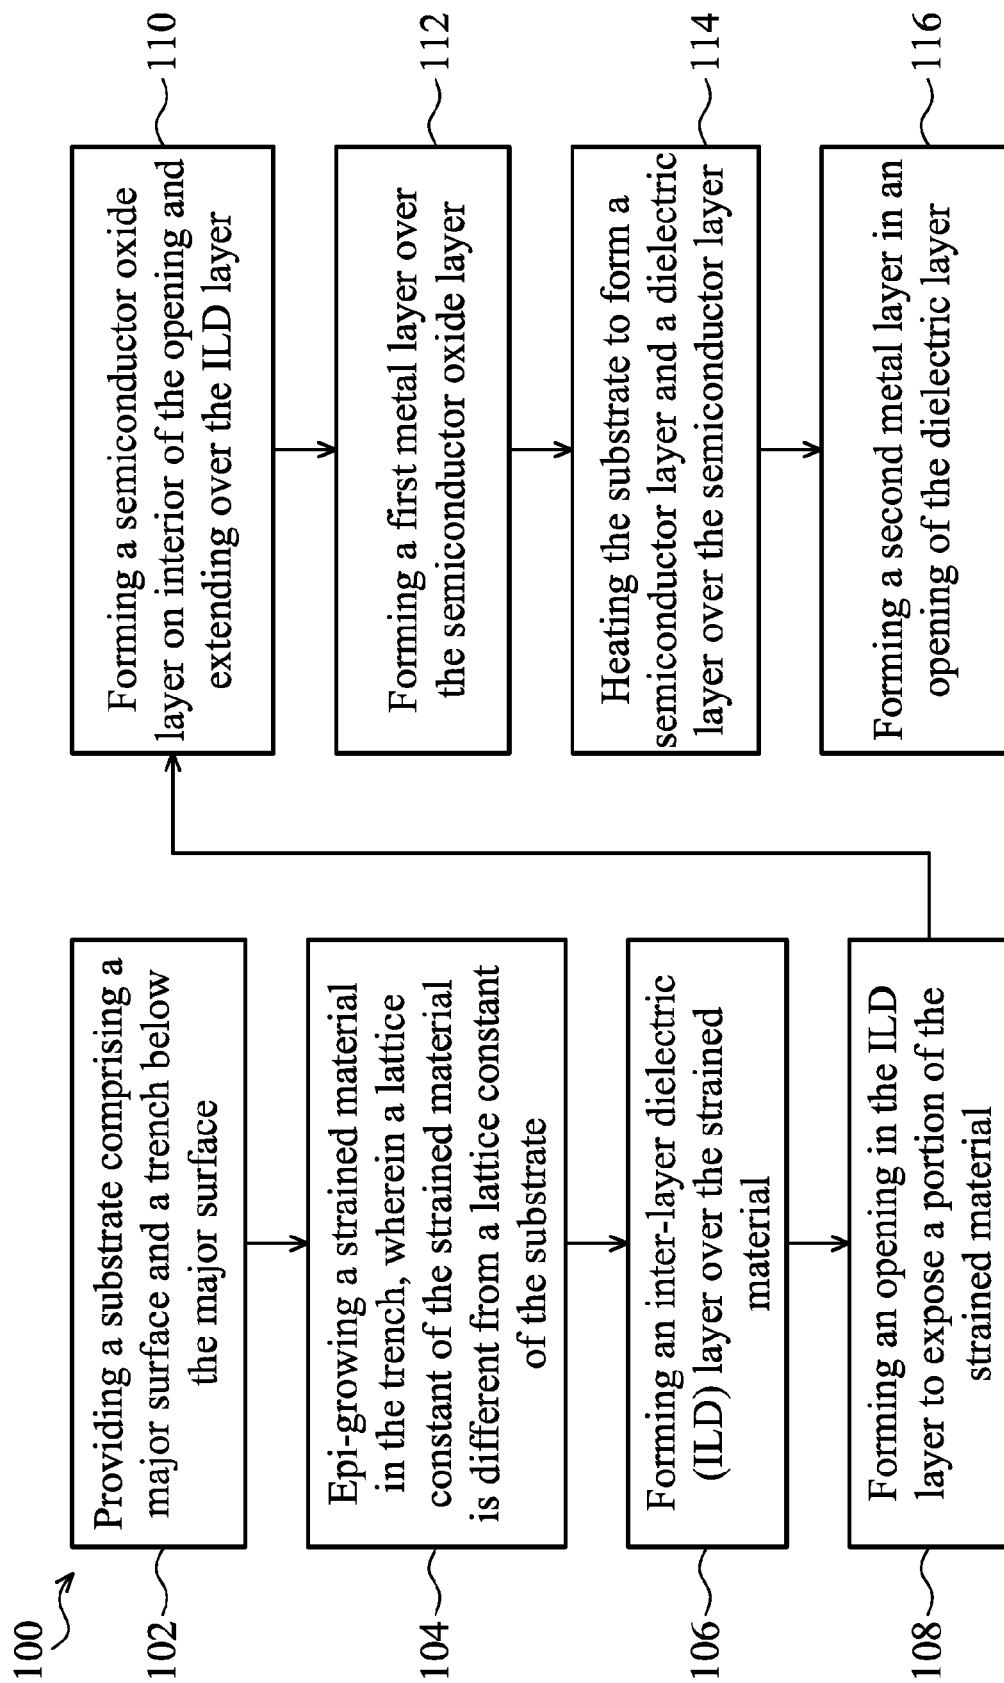 100
102
Providing a substrate comprising a
major surface and a trench below
the major surface
104
Epi-growing a strained material
in the trench, wherein a lattice
constant of the strained material
is different from a lattice constant
of the substrate
106
Forming an inter-layer dielectric
(ILD) layer over the strained
material
108
Forming an opening in the ILD
layer to expose a portion of the
strained material
Forming a semiconductor oxide
layer on interior of the opening and
extending over the ILD layer
110
Forming a first metal layer over
the semiconductor oxide layer
112
Heating the substrate to form a
semiconductor layer and a dielectric
layer over the semiconductor layer
114
Forming a second metal layer in an
opening of the dielectric layer
116